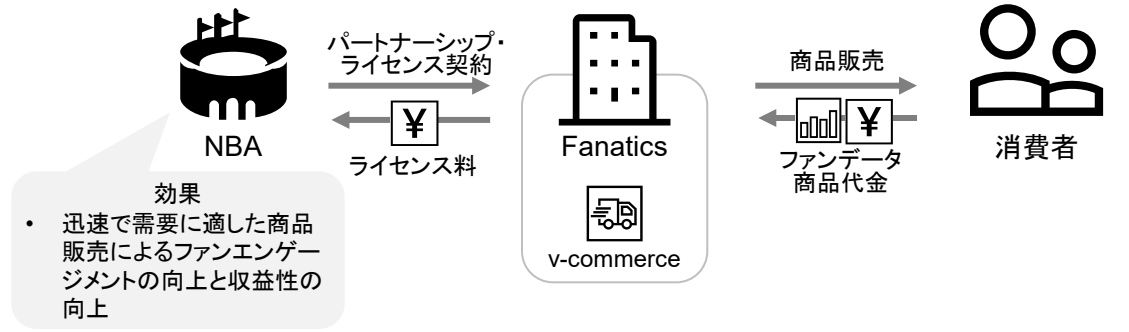 パートナーシップ・
ライセンス契約
¥
ライセンス料
NBA
Fanatics
v-commerce
商品販売
¥
ファンデータ
商品代金
消費者
効果
• 迅速で需要に適した商品
販売によるファンエンゲー
ジメントの向上と収益性の
向上